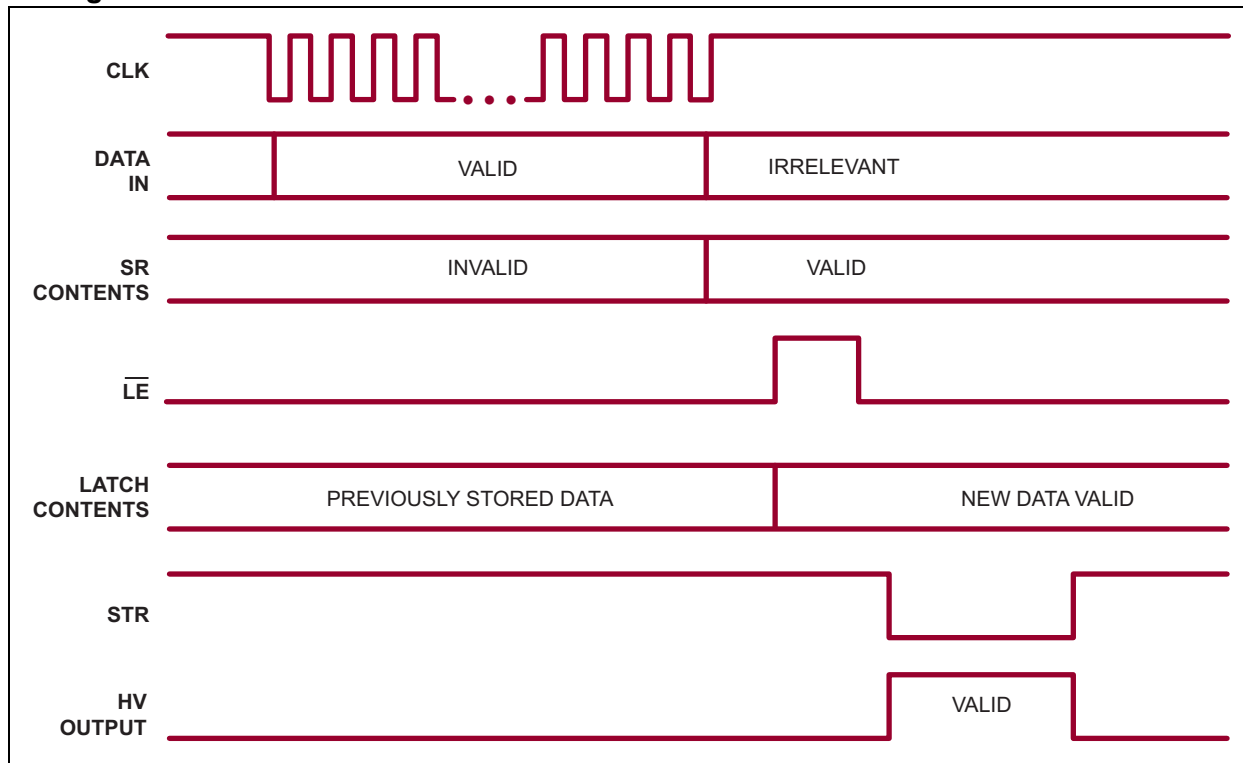 CLK
DATA
IN
VALID
IRRELEVANT
SR
CONTENTS
INVALID
VALID
LE
LATCH
CONTENTS
PREVIOUSLY STORED DATA
NEW DATA VALID
STR
HV
OUTPUT
VALID